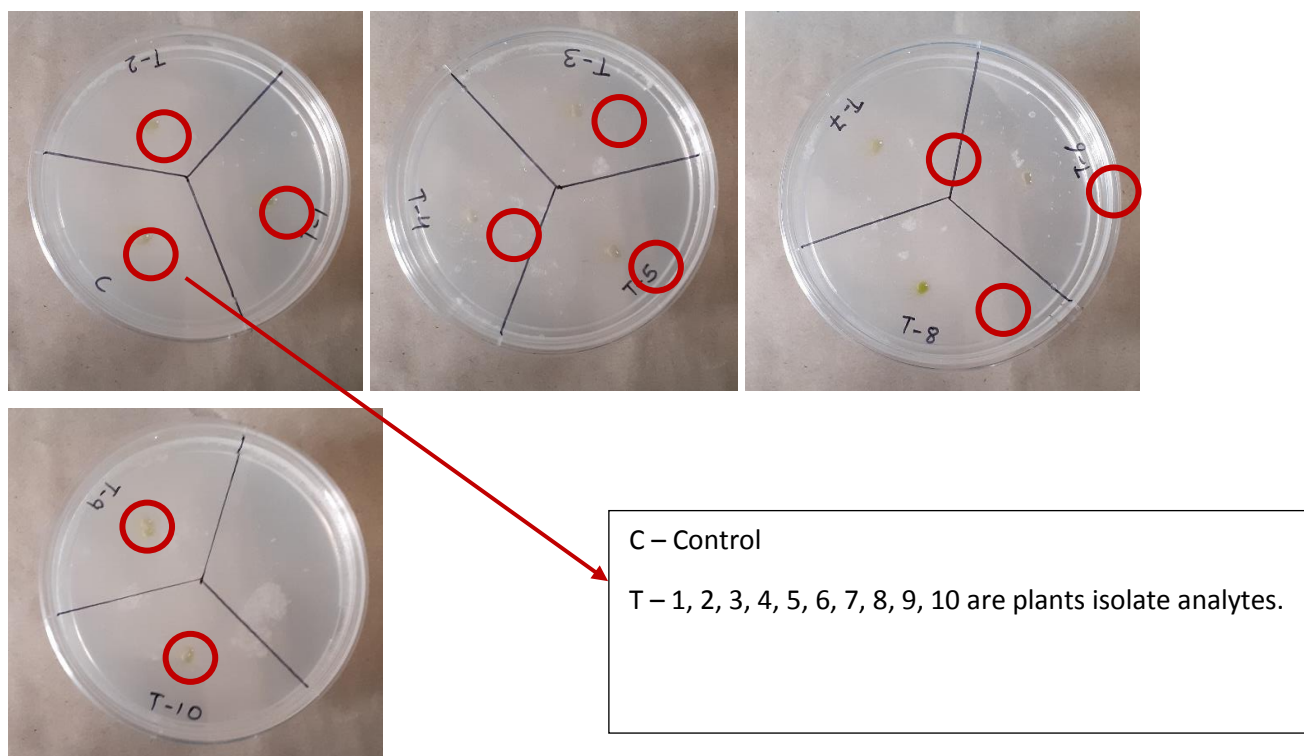 T-2
T-1
C
T-3
T-4
T-5
T-7
T-6
T-8
T-9
T-10
C – Control
T – 1, 2, 3, 4, 5, 6, 7, 8, 9, 10 are plants isolate analytes.